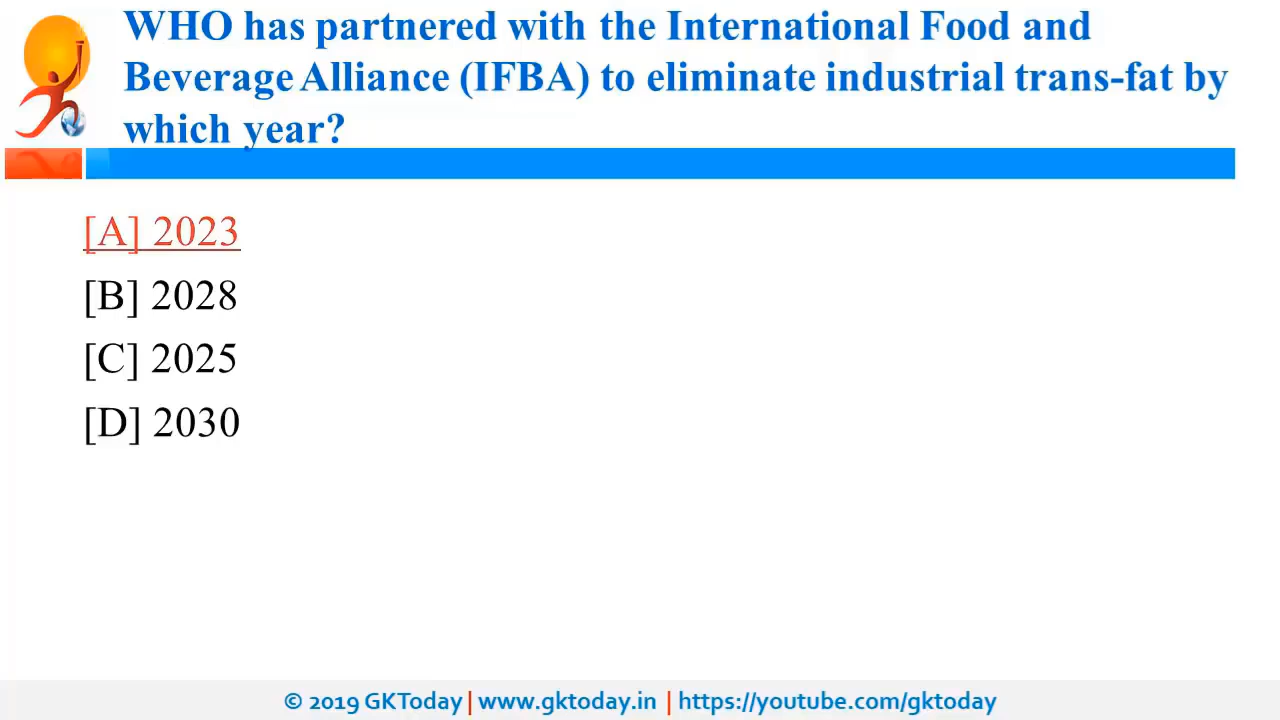 WHO has partnered with the International Food and
Beverage Alliance (IFBA) to eliminate industrial trans-fat by
which year?
[A] 2023
[B] 2028
[C] 2025
[D] 2030
© 2019 GKToday | www.gktoday.in | https://youtube.com/gktoday